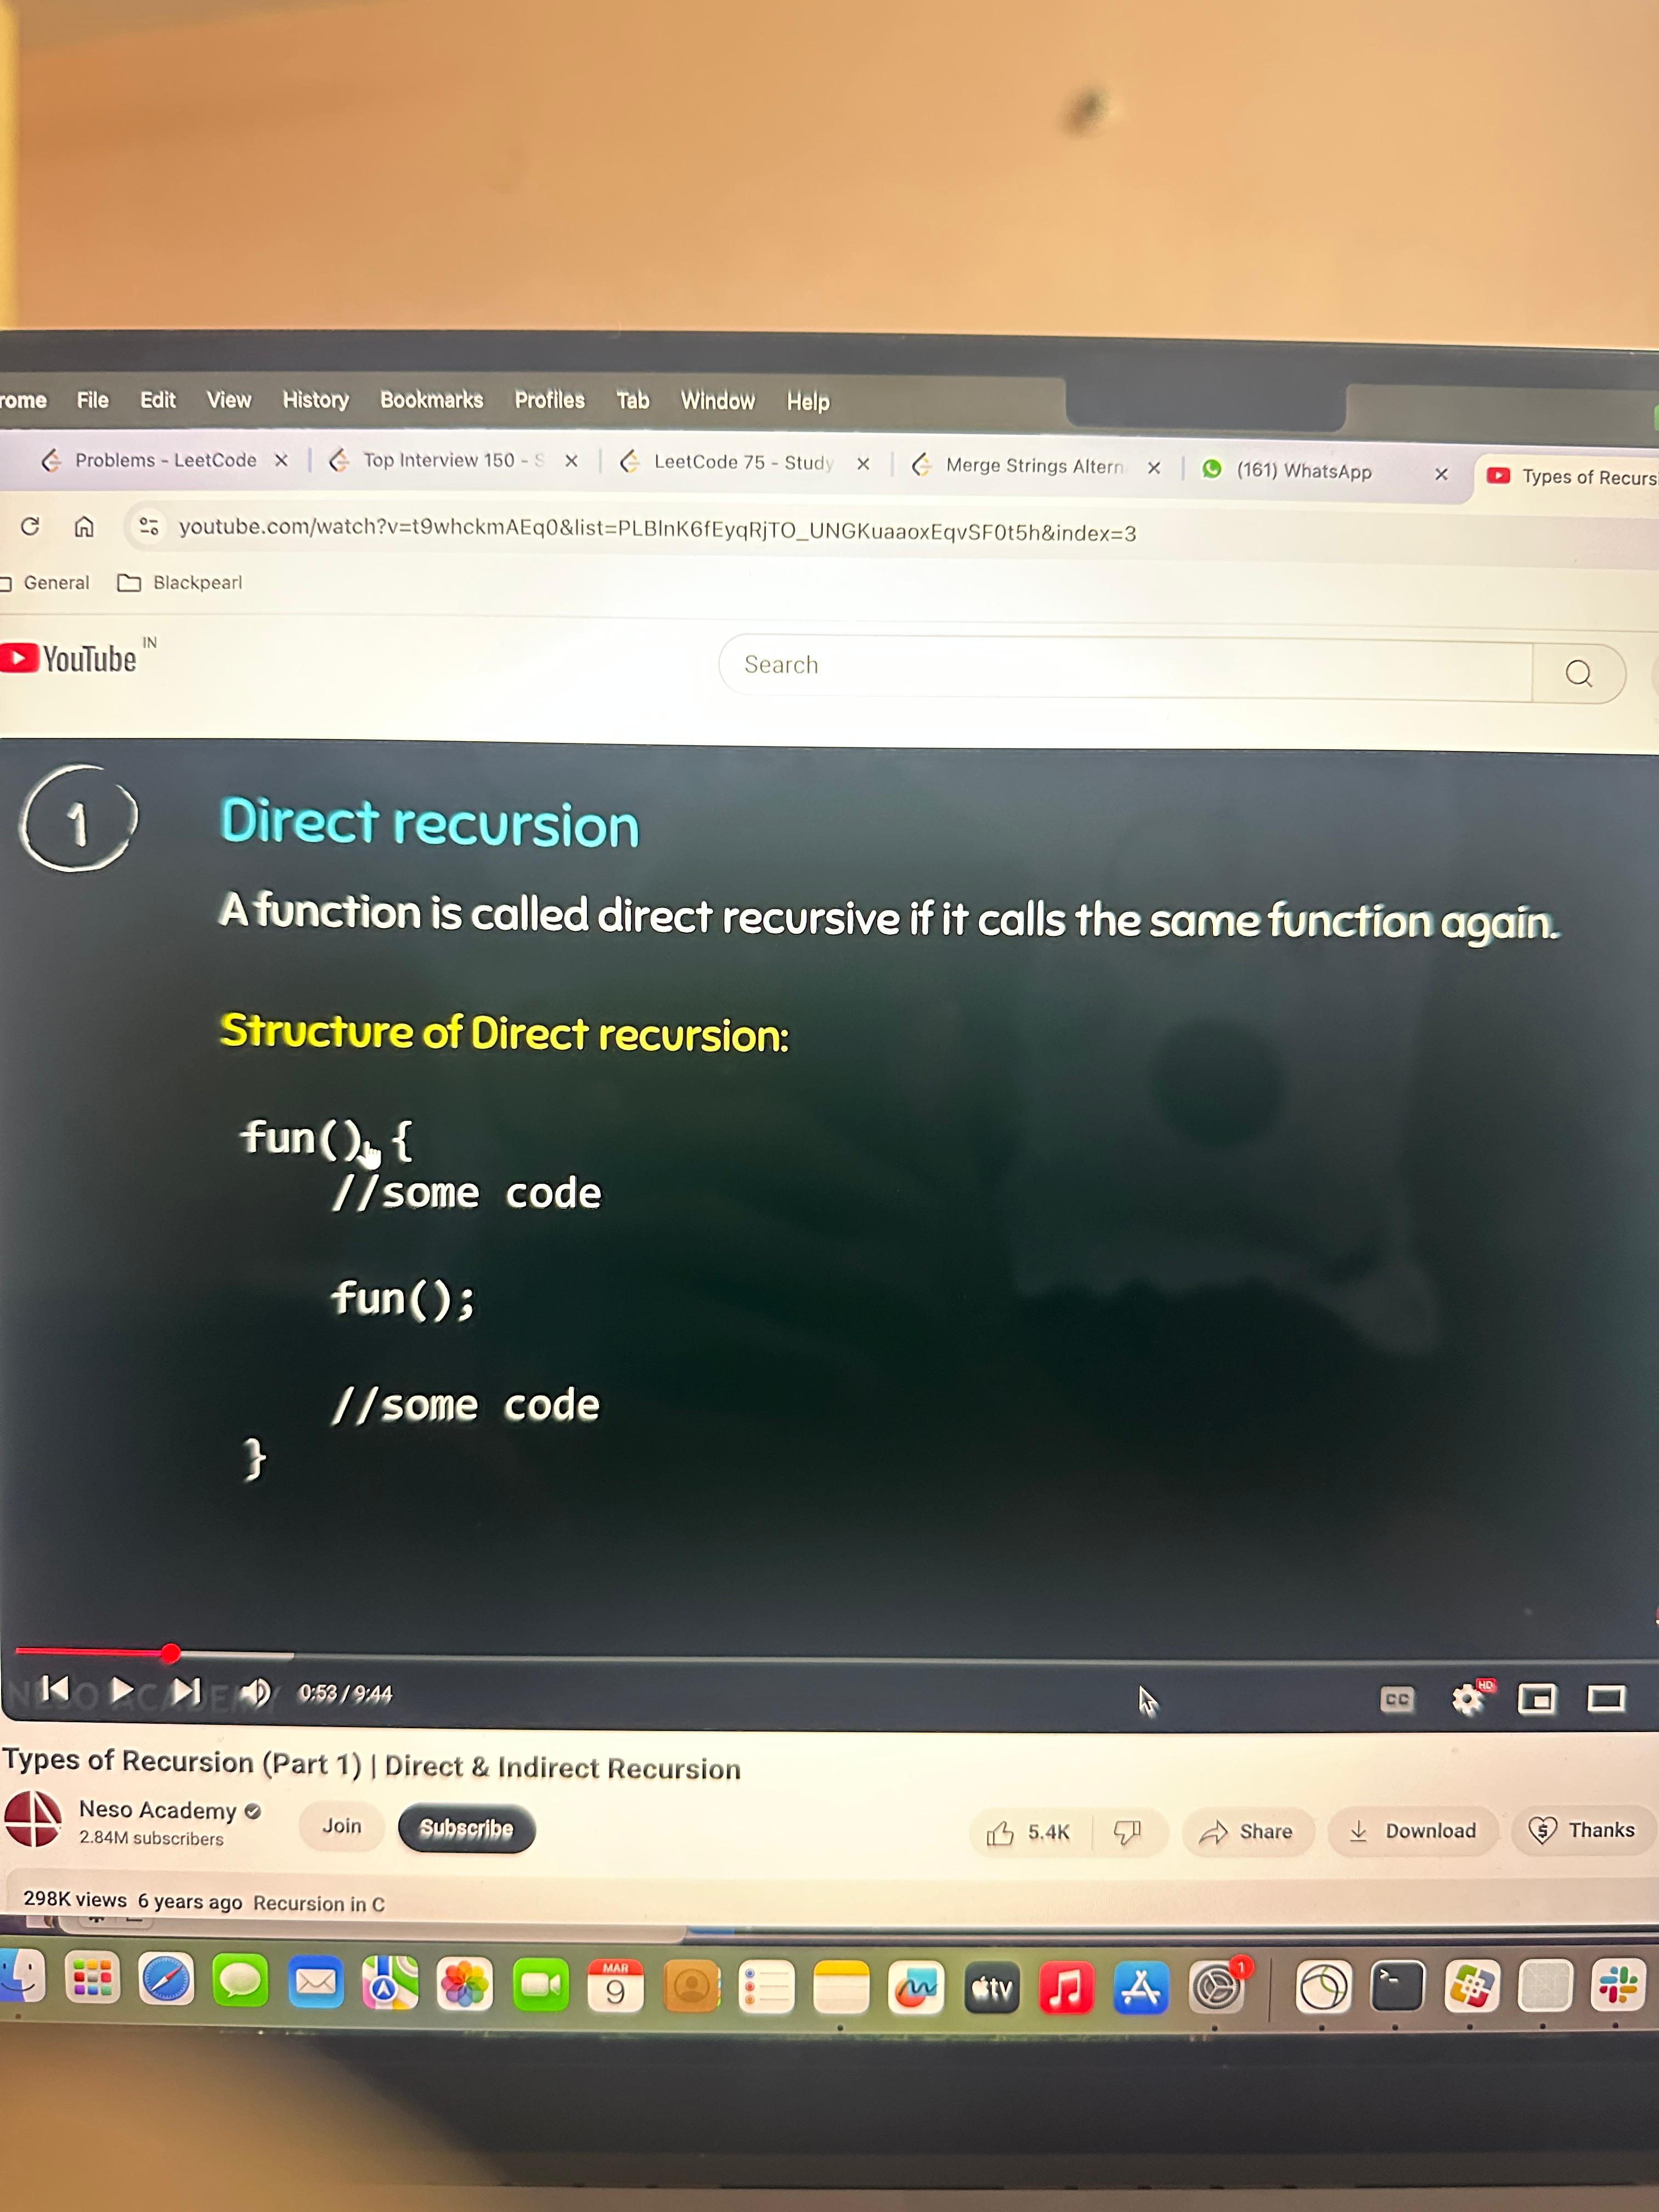 File Edit View History Bookmarks Profiles Tab Window Help
Problems - LeetCode Top Interview 150 - LeetCode 75 - Study Merge Strings Altern (161) WhatsApp Types of Recurs
youtube.com/watch?v=t9whckmAEq0&list=PLBlnK6fEyqRjTO_UNGKuaaoxEqvSF0t5h&index=3
General Blackpearl
YouTube IN Search
1 Direct recursion
A function is called direct recursive if it calls the same function again.
Structure of Direct recursion:
fun() {
//some code
fun();
//some code
}
NESO ACADEMY
0:53 / 9:44 CC HD
Types of Recursion (Part 1) | Direct & Indirect Recursion
Neso Academy
2.84M subscribers
Join Subscribe 5.4K Share Download Thanks
298K views 6 years ago Recursion in C
MAR
9
tv
1